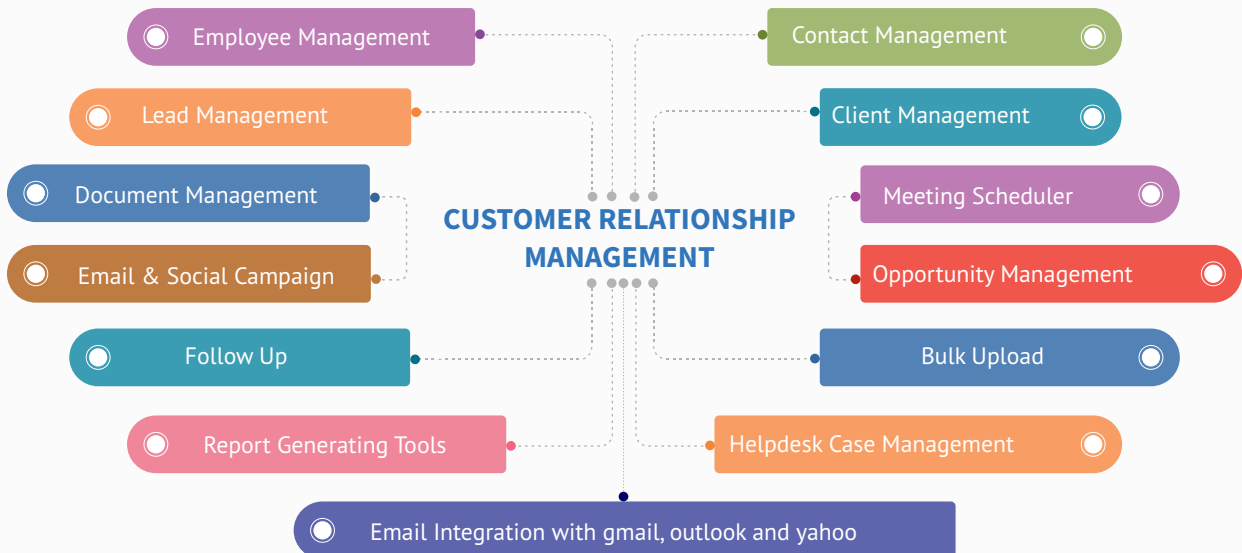 Employee Management
Contact Management
Lead Management
Client Management
Document Management
Meeting Scheduler
CUSTOMER RELATIONSHIP
MANAGEMENT
Email & Social Campaign
Opportunity Management
Follow Up
Bulk Upload
Report Generating Tools
Helpdesk Case Management
Email Integration with gmail, outlook and yahoo